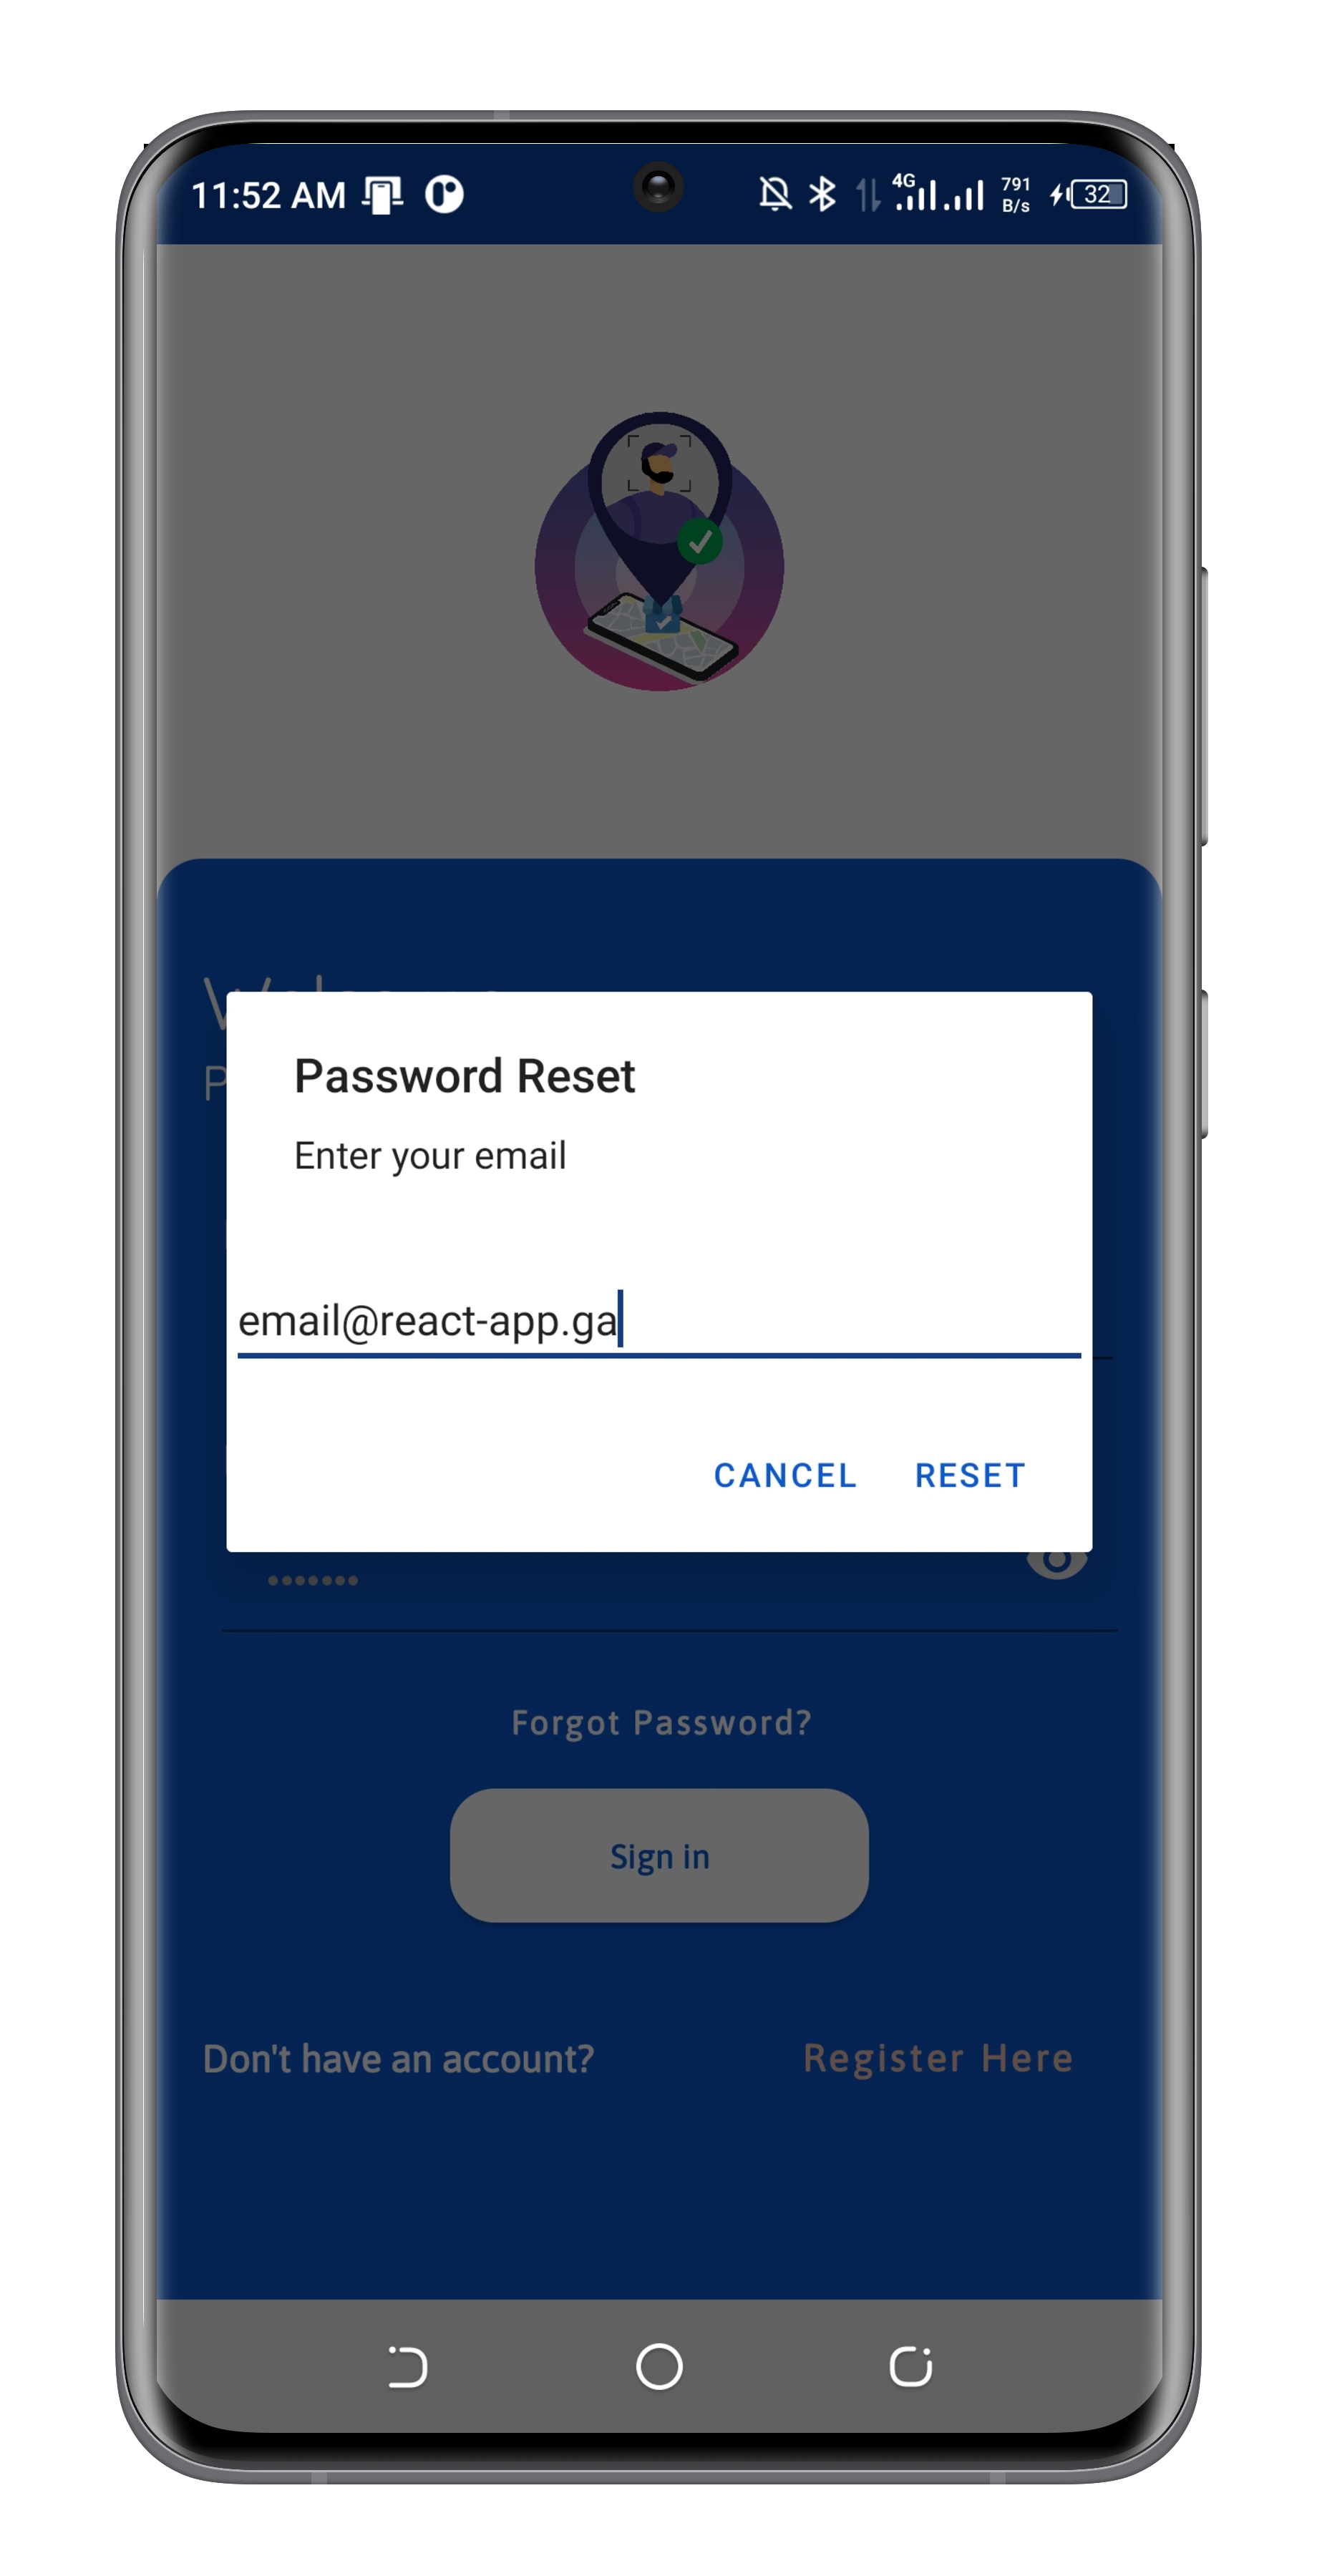 11:52 AM
4G
791
B/s
32
Password Reset
Enter your email
email@react-app.ga
CANCEL RESET
•••••••
Forgot Password?
Sign in
Don't have an account? Register Here